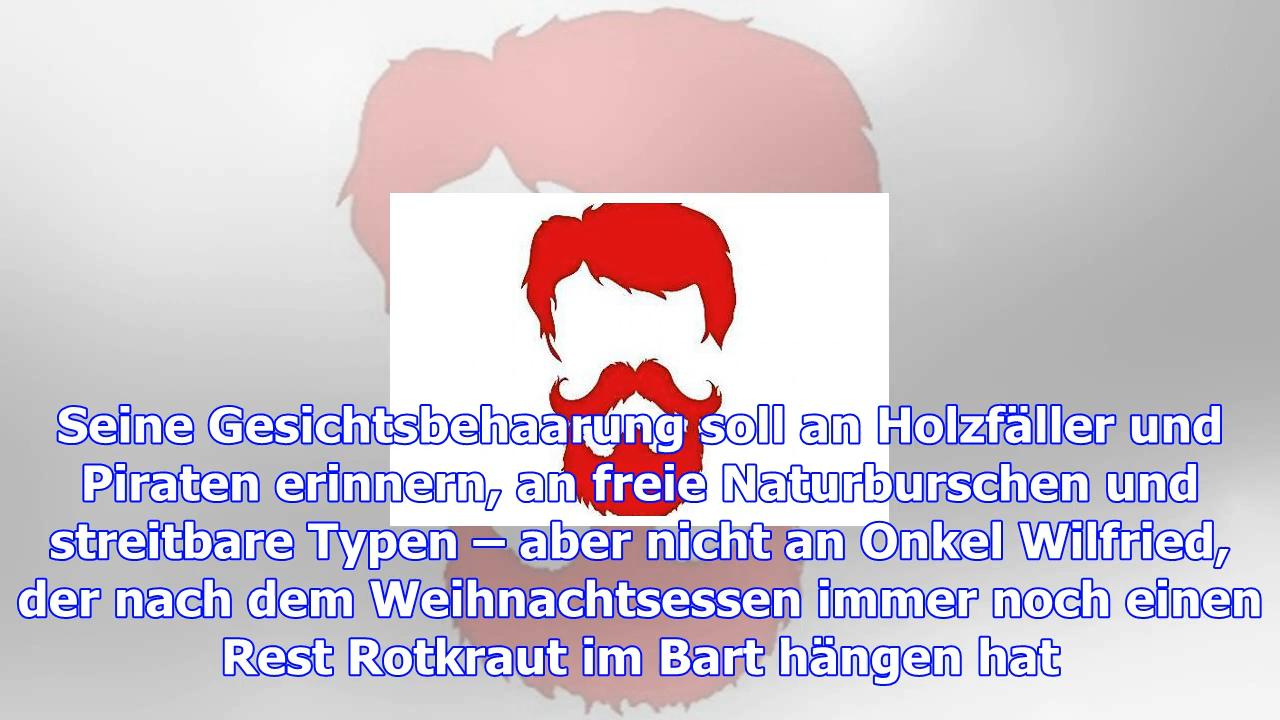 Seine Gesichtsbehaarung soll an Holzfäller und
Piraten erinnern, an freie Naturburschen und
streitbare Typen – aber nicht an Onkel Wilfried,
der nach dem Weihnachtsessen immer noch einen
Rest Rotkraut im Bart hängen hat